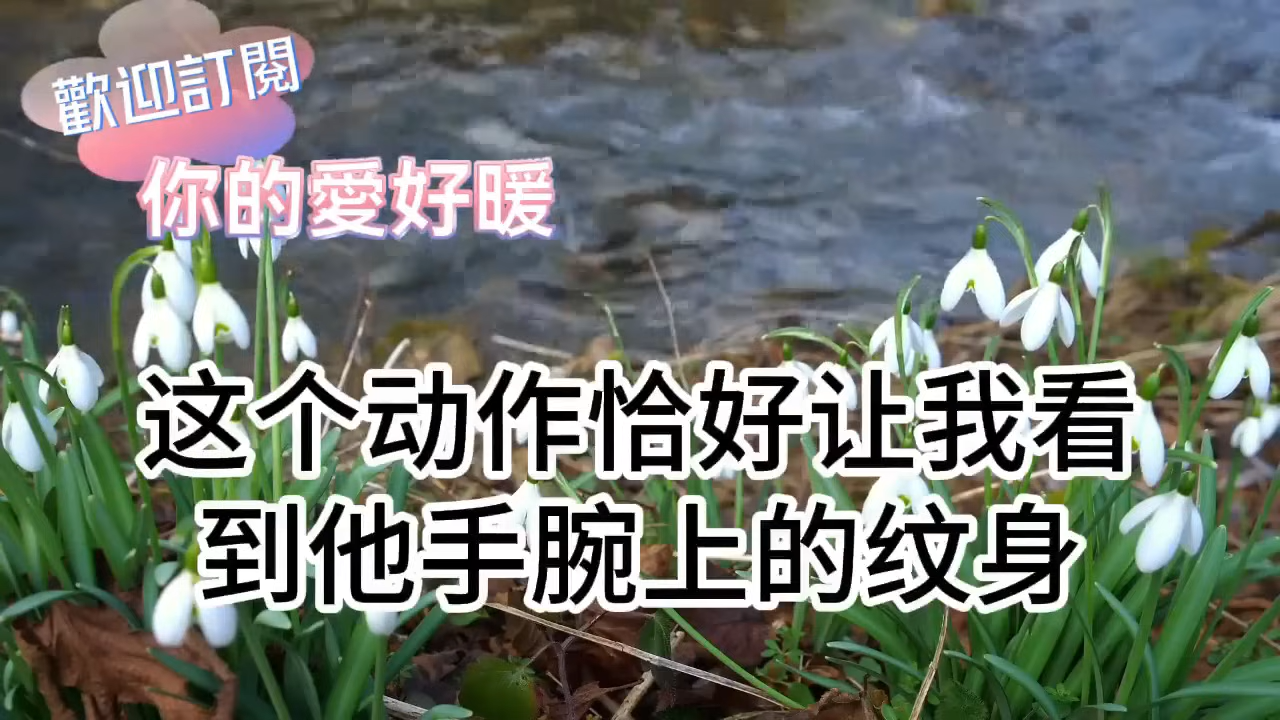 歡迎訂閱
你的愛好暖
这个动作恰好让我看
到他手腕上的纹身